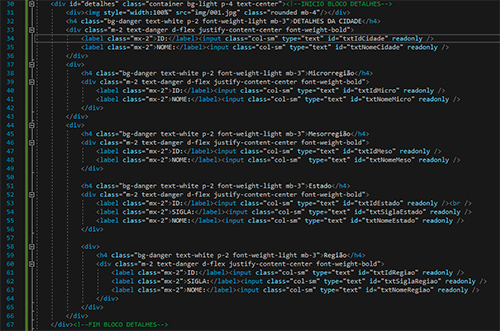 30 <div id="detalhes" class="container bg-light p-4 text-center"><!--INICIO BLOCO DETALHES-->
31 <div><img style="width:100%" src="img/001.jpg" class="rounded mb-4"/></div>
32 <h4 class="bg-danger text-white p-2 font-weight-light mb-3">DETALHES DA CIDADE</h4>
33 <div class="m-2 text-danger d-flex justify-content-center font-weight-bold">
34 <label class="mx-2">ID:</label><input class="col-sm" type="text" id="txtIdCidade" readonly />
35 <label class="mx-2">NOME:</label><input class="col-sm" type="text" id="txtNomeCidade" readonly />
36 </div>
37 <div>
38 <h4 class="bg-danger text-white p-2 font-weight-light mb-3">Microrregião</h4>
39 <div class="m-2 text-danger d-flex justify-content-center font-weight-bold">
40 <label class="mx-2">ID:</label><input class="col-sm" type="text" id="txtIdMicro" readonly />
41 <label class="mx-2">NOME:</label><input class="col-sm" type="text" id="txtNomeMicro" readonly />
42 </div>
43 </div>
44 <div>
45 <h4 class="bg-danger text-white p-2 font-weight-light mb-3">Mesorregião</h4>
46 <div class="m-2 text-danger d-flex justify-content-center font-weight-bold">
47 <label class="mx-2">ID:</label><input class="col-sm" type="text" id="txtIdMeso" readonly />
48 <label class="mx-2">NOME:</label><input class="col-sm" type="text" id="txtNomeMeso" readonly />
49 </div>
50
51 <h4 class="bg-danger text-white p-2 font-weight-light mb-3">Estado</h4>
52 <div class="m-2 text-danger d-flex justify-content-center font-weight-bold">
53 <label class="mx-2">ID:</label><input class="col-sm" type="text" id="txtIdEstado" readonly /><br />
54 <label class="mx-2">SIGLA:</label><input class="col-sm" type="text" id="txtSiglaEstado" readonly />
55 <label class="mx-2">NOME:</label><input class="col-sm" type="text" id="txtNomeEstado" readonly />
56 </div>
57
58 <div>
59 <h4 class="bg-danger text-white p-2 font-weight-light mb-3">Região</h4>
60 <div class="m-2 text-danger d-flex justify-content-center font-weight-bold">
61 <label class="mx-2">ID:</label><input class="col-sm" type="text" id="txtIdRegiao" readonly />
62 <label class="mx-2">SIGLA:</label><input class="col-sm" type="text" id="txtSiglaRegiao" readonly />
63 <label class="mx-2">NOME:</label><input class="col-sm" type="text" id="txtNomeRegiao" readonly />
64 </div>
65 </div>
66 </div>
67 </div><!--FIM BLOCO DETALHES-->